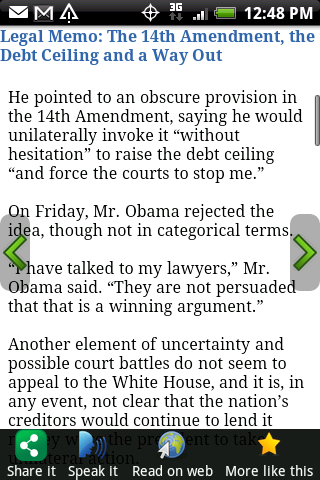 3G
12:48 PM
Legal Memo: The 14th Amendment, the
Debt Ceiling and a Way Out
He pointed to an obscure provision in
the 14th Amendment, saying he would
unilaterally invoke it “without
hesitation” to raise the debt ceiling
“and force the courts to stop me.”
On Friday, Mr. Obama rejected the
idea, though not in categorical terms.
“I have talked to my lawyers,” Mr.
Obama said. “They are not persuaded
that that is a winning argument.”
Another element of uncertainty and
possible court battles do not seem to
appeal to the White House, and it is, in
any event, not clear that the nation’s
creditors would continue to lend it
money were the president to take
unilateral action.
Share it
Speak it
Read on web
More like this